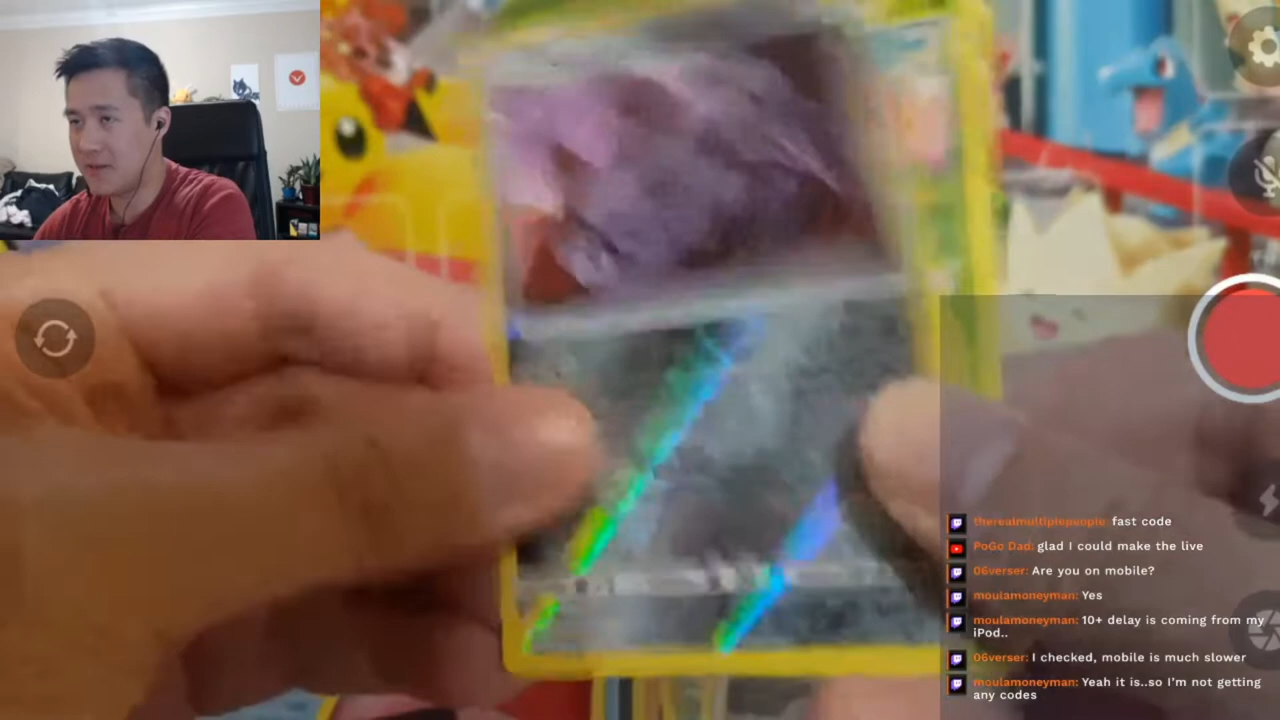 therealmultiplepeople: fast code
PoGo Dad: glad I could make the live
06verser: Are you on mobile?
moulamoneyman: Yes
moulamoneyman: 10+ delay is coming from my
iPod..
06verser: I checked, mobile is much slower
moulamoneyman: Yeah it is..so I'm not getting
any codes